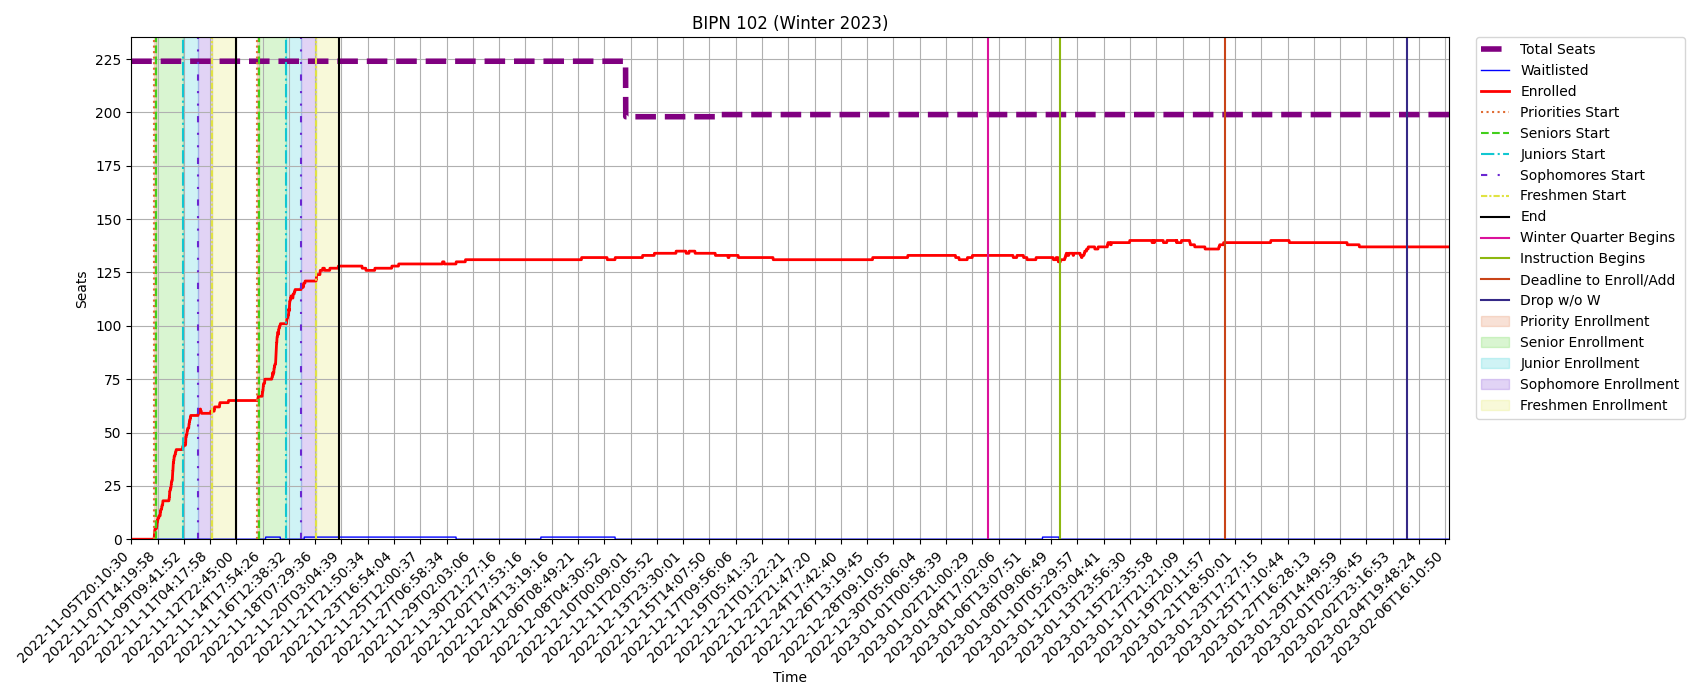 BIPN 102 (Winter 2023)
225
200
175
150
125
100
75
50
25
0
Seats
2022-11-05T20:10:30
2022-11-07T14:19:58
2022-11-09T09:41:52
2022-11-11T04:17:58
2022-11-12T22:45:00
2022-11-14T17:54:26
2022-11-16T12:38:32
2022-11-18T07:29:36
2022-11-20T03:04:39
2022-11-21T21:50:34
2022-11-23T16:54:04
2022-11-25T12:00:37
2022-11-27T06:58:34
2022-11-29T02:03:06
2022-11-30T21:27:16
2022-12-02T17:53:16
2022-12-04T13:19:16
2022-12-06T08:49:21
2022-12-08T04:30:52
2022-12-10T00:09:01
2022-12-11T20:05:52
2022-12-13T23:30:01
2022-12-15T14:07:50
2022-12-17T09:56:06
2022-12-19T05:41:32
2022-12-21T01:22:21
2022-12-22T21:47:20
2022-12-24T17:42:40
2022-12-26T13:19:45
2022-12-28T09:10:05
2022-12-30T05:06:04
2023-01-01T00:58:39
2023-01-02T21:00:29
2023-01-04T17:02:06
2023-01-06T13:07:51
2023-01-08T09:06:49
2023-01-10T05:29:57
2023-01-12T03:04:41
2023-01-13T23:56:30
2023-01-15T22:35:58
2023-01-17T21:21:09
2023-01-19T20:11:57
2023-01-21T18:50:01
2023-01-23T17:27:15
2023-01-25T17:10:44
2023-01-27T16:28:13
2023-01-29T14:49:59
2023-02-01T02:36:45
2023-02-02T23:16:53
2023-02-04T19:48:24
2023-02-06T16:10:50
Time
Total Seats
Waitlisted
Enrolled
Priorities Start
Seniors Start
Juniors Start
Sophomores Start
Freshmen Start
End
Winter Quarter Begins
Instruction Begins
Deadline to Enroll/Add
Drop w/o W
Priority Enrollment
Senior Enrollment
Junior Enrollment
Sophomore Enrollment
Freshmen Enrollment